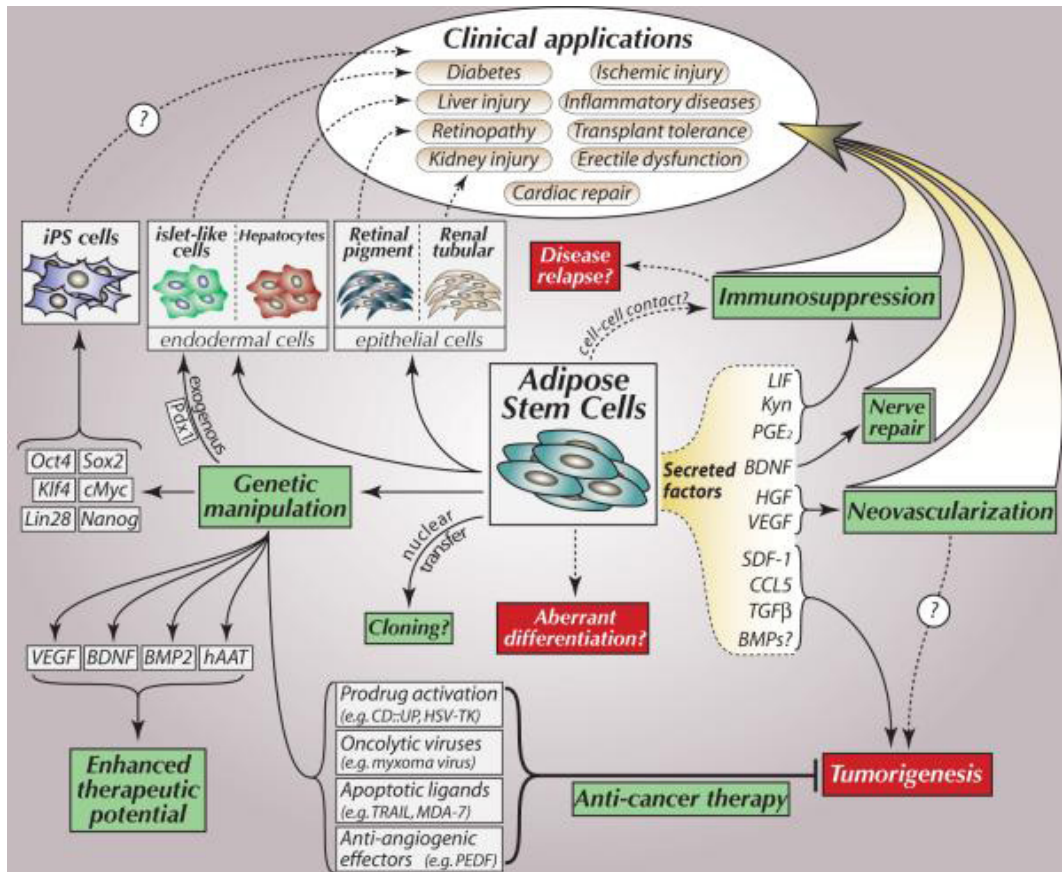 Clinical applications
Diabetes
Ischemic injury
Liver injury
Inflammatory diseases
Retinopathy
Transplant tolerance
Kidney injury
Erectile dysfunction
Cardiac repair
?
iPS cells
islet-like
cells
Hepatocytes
endodermal cells
Retinal
pigment
Renal
tubular
epithelial cells
Disease
relapse?
Immunosuppression
cell-cell contact?
Adipose
Stem Cells
Secreted
factors
LIF
Kyn
PGE₂
BDNF
HGF
VEGF
SDF-1
CCL5
TGFβ
BMPs?
Nerve
repair
Neovascularization
?
exogenous
Pdx1
Oct4 Sox2
Klf4 cMyc
Lin28 Nanog
Genetic
manipulation
nuclear
transfer
Cloning?
Aberrant
differentiation?
VEGF BDNF BMP2 hAAT
Enhanced
therapeutic
potential
Prodrug activation
(e.g. CD::UP, HSV-TK)
Oncolytic viruses
(e.g. myxoma virus)
Apoptotic ligands
(e.g. TRAIL, MDA-7)
Anti-angiogenic
effectors (e.g. PEDF)
Anti-cancer therapy
Tumorigenesis